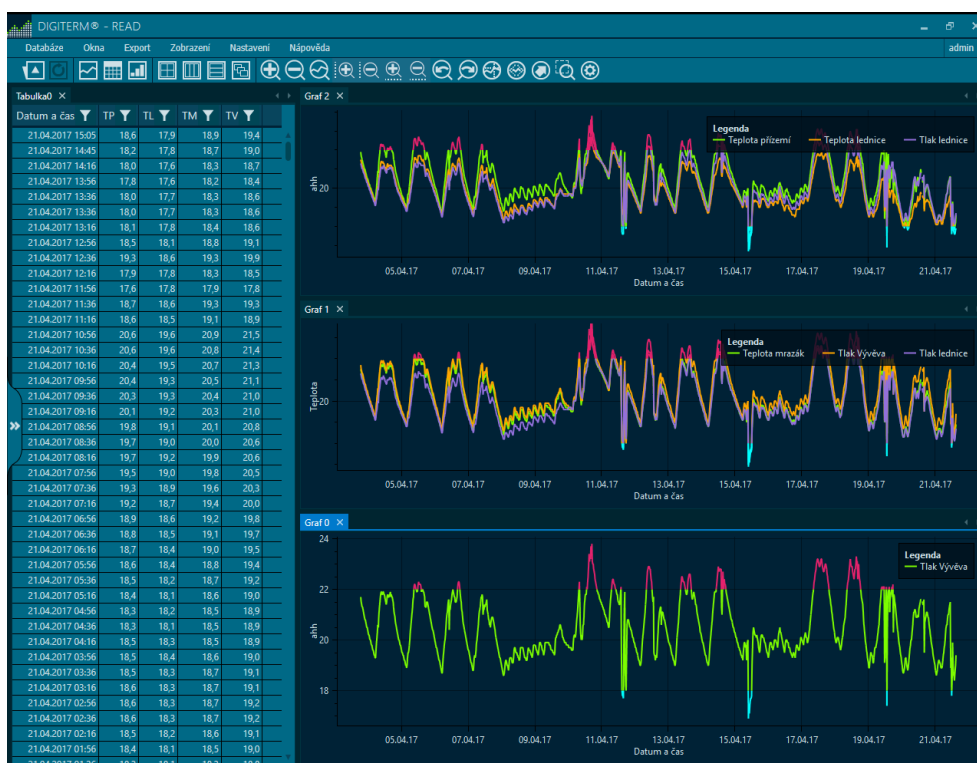 DIGITERM® - READ
Databáze Okna Export Zobrazení Nastavení Nápověda admin
Tabulka0
Datum a čas TP TL TM TV
21.04.2017 15:05 18,6 17,9 18,9 19,4
21.04.2017 14:45 18,2 17,8 18,7 19,0
21.04.2017 14:16 18,0 17,6 18,3 18,7
21.04.2017 13:56 17,8 17,6 18,2 18,4
21.04.2017 13:36 18,0 17,7 18,3 18,6
21.04.2017 13:36 18,0 17,7 18,3 18,6
21.04.2017 13:16 18,1 17,8 18,4 18,6
21.04.2017 12:56 18,5 18,1 18,8 19,1
21.04.2017 12:36 19,3 18,6 19,3 19,9
21.04.2017 12:16 17,9 17,8 18,3 18,5
21.04.2017 11:56 17,6 17,8 17,9 17,8
21.04.2017 11:36 18,7 18,6 19,3 19,3
21.04.2017 11:16 18,6 18,5 19,1 18,9
21.04.2017 10:56 20,6 19,6 20,9 21,5
21.04.2017 10:36 20,6 19,6 20,8 21,4
21.04.2017 10:16 20,4 19,5 20,7 21,3
21.04.2017 09:56 20,4 19,3 20,5 21,1
21.04.2017 09:36 20,3 19,3 20,4 21,0
21.04.2017 09:16 20,1 19,2 20,3 21,0
21.04.2017 08:56 19,8 19,1 20,1 20,8
21.04.2017 08:36 19,7 19,0 20,0 20,6
21.04.2017 08:16 19,7 19,2 19,9 20,6
21.04.2017 07:56 19,5 19,0 19,8 20,5
21.04.2017 07:36 19,3 18,9 19,6 20,3
21.04.2017 07:16 19,2 18,7 19,4 20,0
21.04.2017 06:56 18,9 18,6 19,2 19,8
21.04.2017 06:36 18,8 18,5 19,1 19,7
21.04.2017 06:16 18,7 18,4 19,0 19,5
21.04.2017 05:56 18,6 18,4 18,8 19,4
21.04.2017 05:36 18,5 18,2 18,7 19,2
21.04.2017 05:16 18,4 18,1 18,6 19,0
21.04.2017 04:56 18,3 18,2 18,5 18,9
21.04.2017 04:36 18,3 18,1 18,5 18,9
21.04.2017 04:16 18,5 18,3 18,5 18,9
21.04.2017 03:56 18,5 18,4 18,6 19,0
21.04.2017 03:36 18,5 18,3 18,7 19,1
21.04.2017 03:16 18,6 18,3 18,7 19,1
21.04.2017 02:56 18,6 18,3 18,7 19,2
21.04.2017 02:36 18,6 18,3 18,7 19,2
21.04.2017 02:16 18,5 18,2 18,6 19,1
21.04.2017 01:56 18,4 18,1 18,5 19,0
Graf 2
Legenda
Teplota přízemí Teplota lednice Tlak lednice
ahh
20
05.04.17 07.04.17 09.04.17 11.04.17 13.04.17 15.04.17 17.04.17 19.04.17 21.04.17
Datum a čas
Graf 1
Legenda
Teplota mrazák Tlak Vývěva Tlak lednice
Teplota
20
05.04.17 07.04.17 09.04.17 11.04.17 13.04.17 15.04.17 17.04.17 19.04.17 21.04.17
Datum a čas
Graf 0
Legenda
Tlak Vývěva
ahh
24
22
20
18
05.04.17 07.04.17 09.04.17 11.04.17 13.04.17 15.04.17 17.04.17 19.04.17 21.04.17
Datum a čas